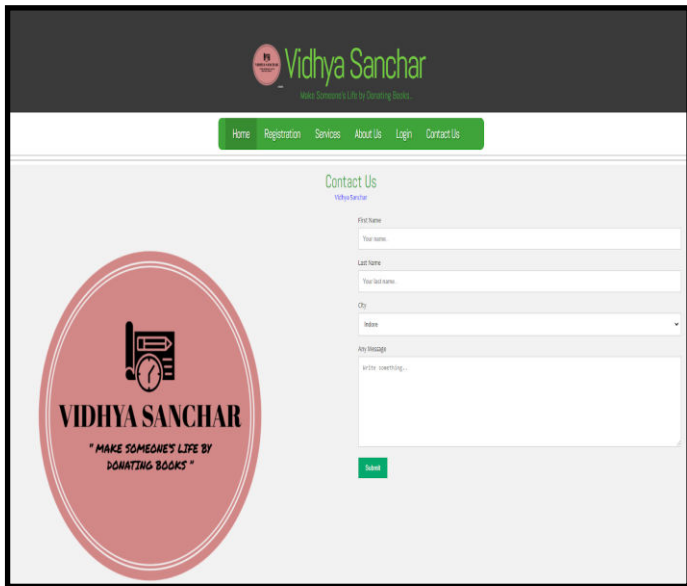 Vidhya Sanchar
Make Someone's Life by Donating Books.
Home Registration Services About Us Login Contact Us
Contact Us
Vidhya Sanchar
First Name
Your name.
Last Name
Your last name.
City
Indore
Any Message
Write something..
Submit
VIDHYA SANCHAR
" MAKE SOMEONE'S LIFE BY
DONATING BOOKS "